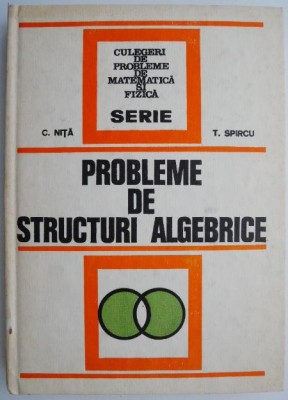 CULEGERI
DE
PROBLEME
DE
MATEMATICĂ
ȘI
FIZICĂ
SERIE
C. NIȚĂ T. SPIRCU
PROBLEME
DE
STRUCTURI ALGEBRICE